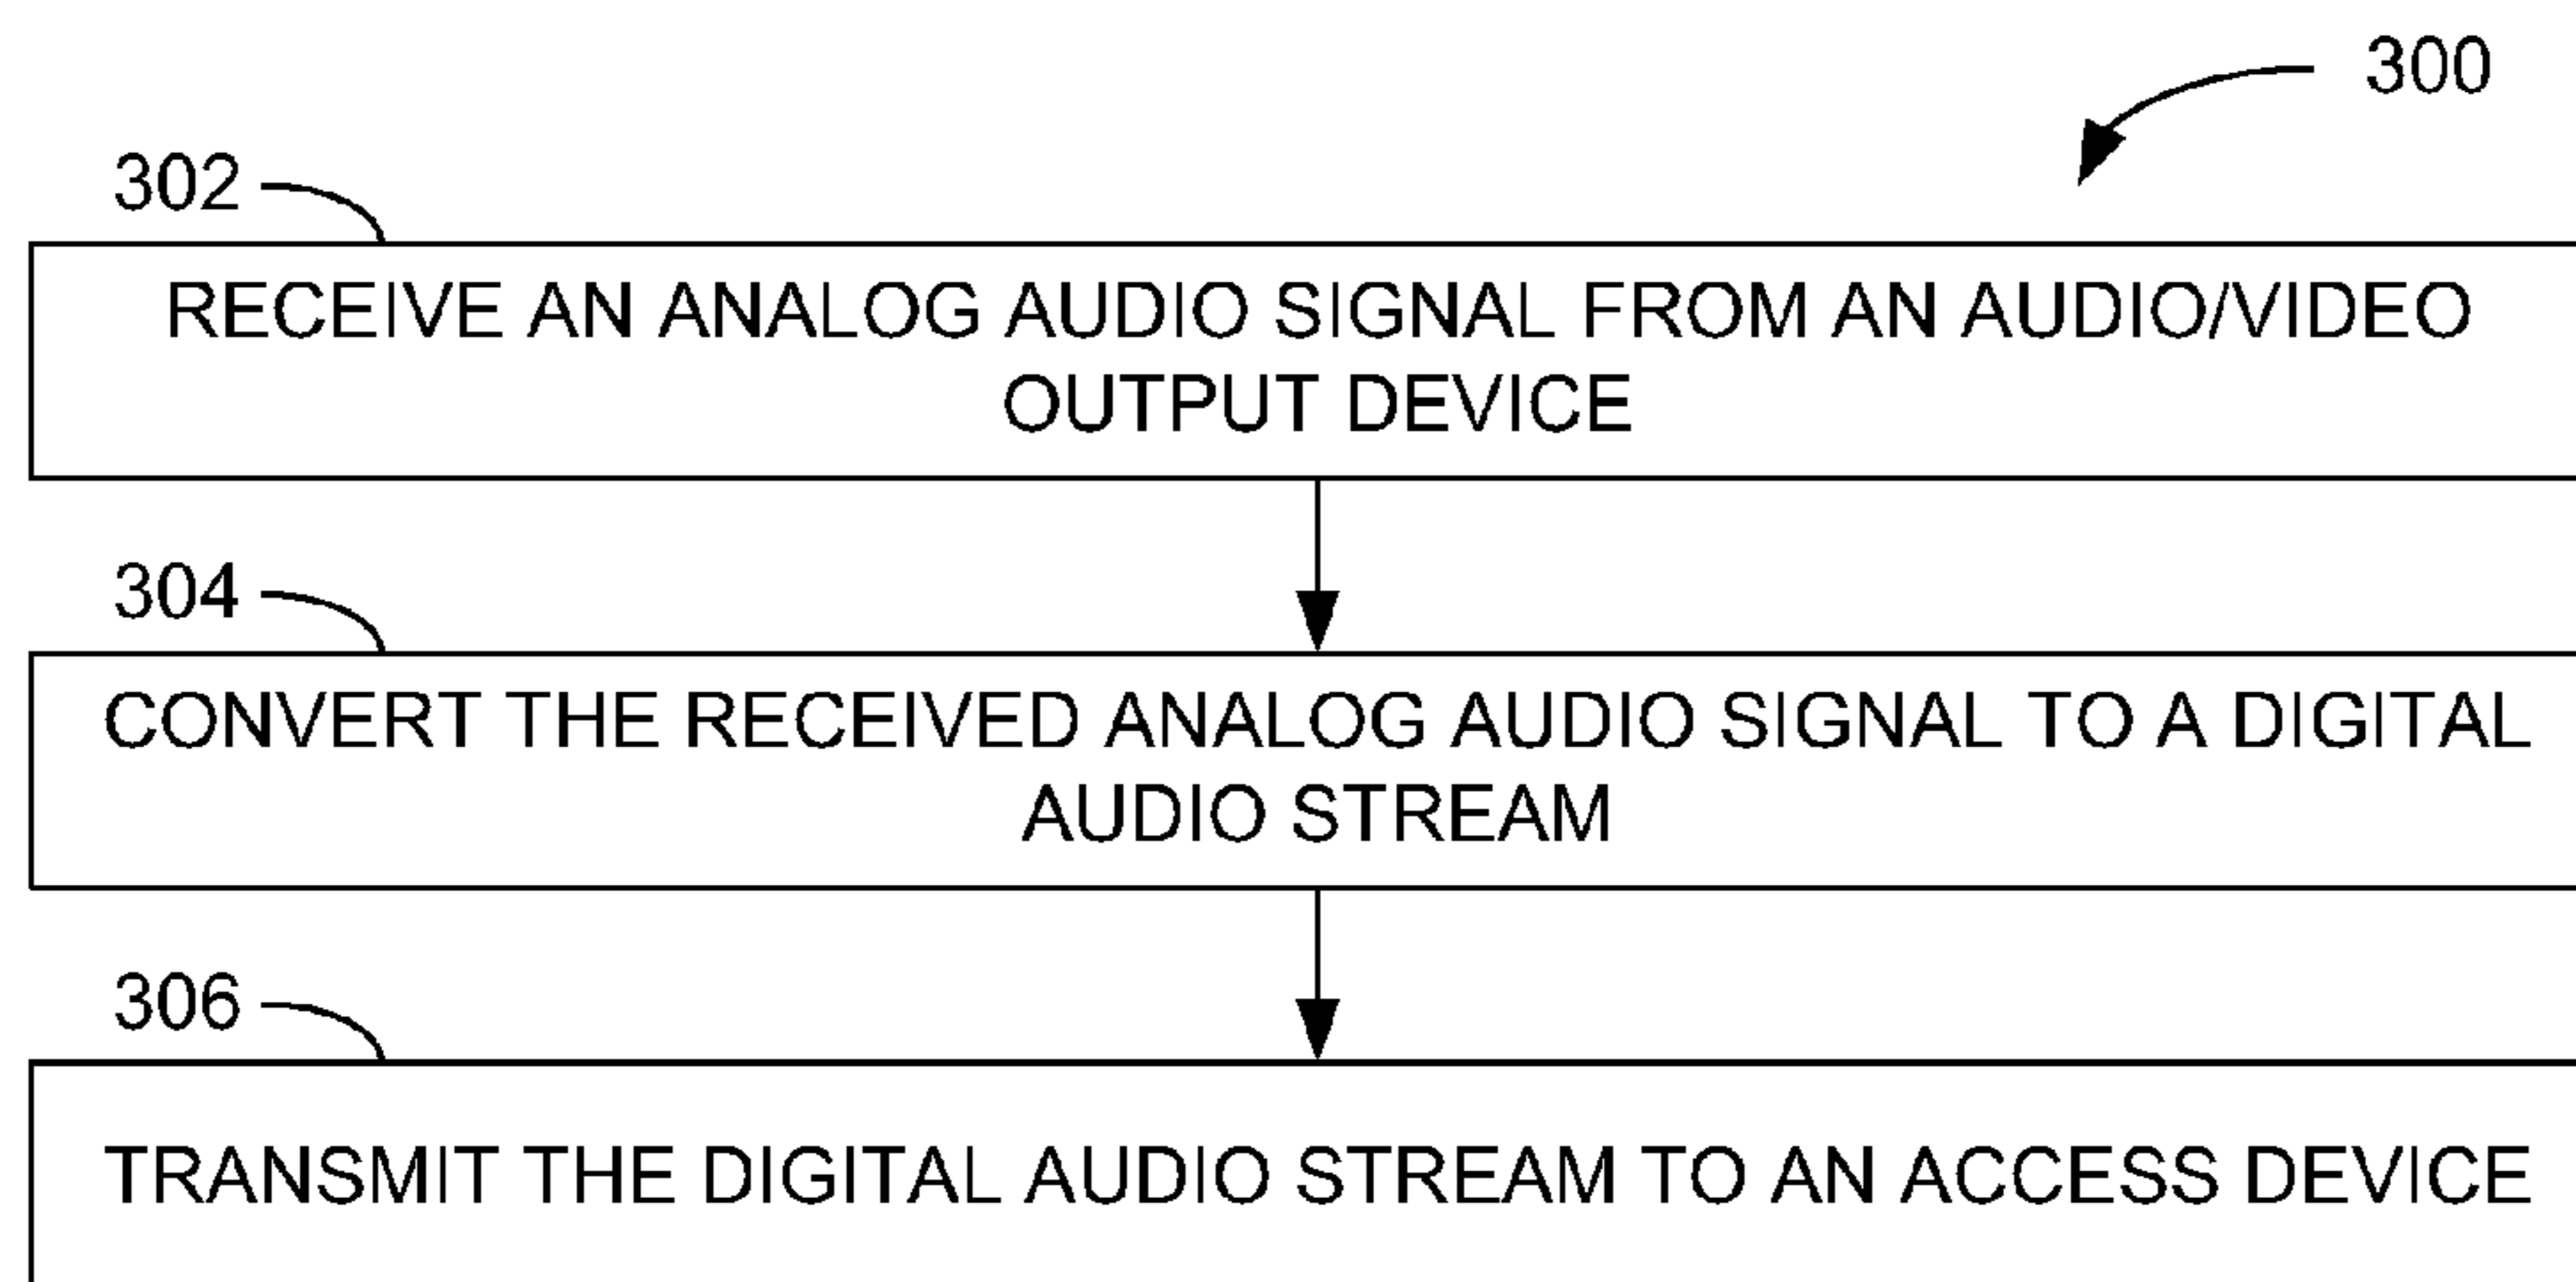 300
302
RECEIVE AN ANALOG AUDIO SIGNAL FROM AN AUDIO/VIDEO
OUTPUT DEVICE
304
CONVERT THE RECEIVED ANALOG AUDIO SIGNAL TO A DIGITAL
AUDIO STREAM
306
TRANSMIT THE DIGITAL AUDIO STREAM TO AN ACCESS DEVICE